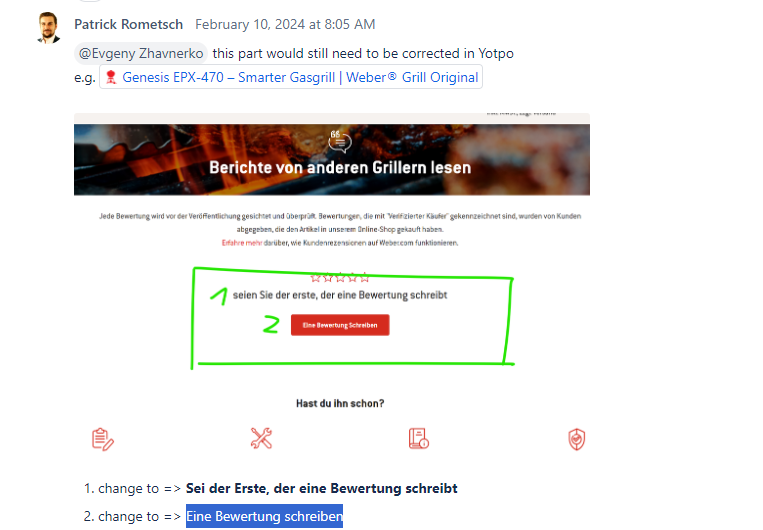 Patrick Rometsch February 10, 2024 at 8:05 AM
@Evgeny Zhavnerko this part would still need to be corrected in Yotpo
e.g. Genesis EPX-470 – Smarter Gasgrill | Weber® Grill Original
Berichte von anderen Grillern lesen
Jede Bewertung wird vor der Veröffentlichung gesichtet und überprüft. Bewertungen, die mit "Verifizierter Käufer" gekennzeichnet sind, wurden von Kunden
abgegeben, die den Artikel in unserem Online-Shop gekauft haben.
Erfahre mehr darüber, wie Kundenrezensionen auf Weber.com funktionieren.
1 seien Sie der erste, der eine Bewertung schreibt
2 Eine Bewertung Schreiben
Hast du ihn schon?
1. change to => Sei der Erste, der eine Bewertung schreibt
2. change to => Eine Bewertung schreiben